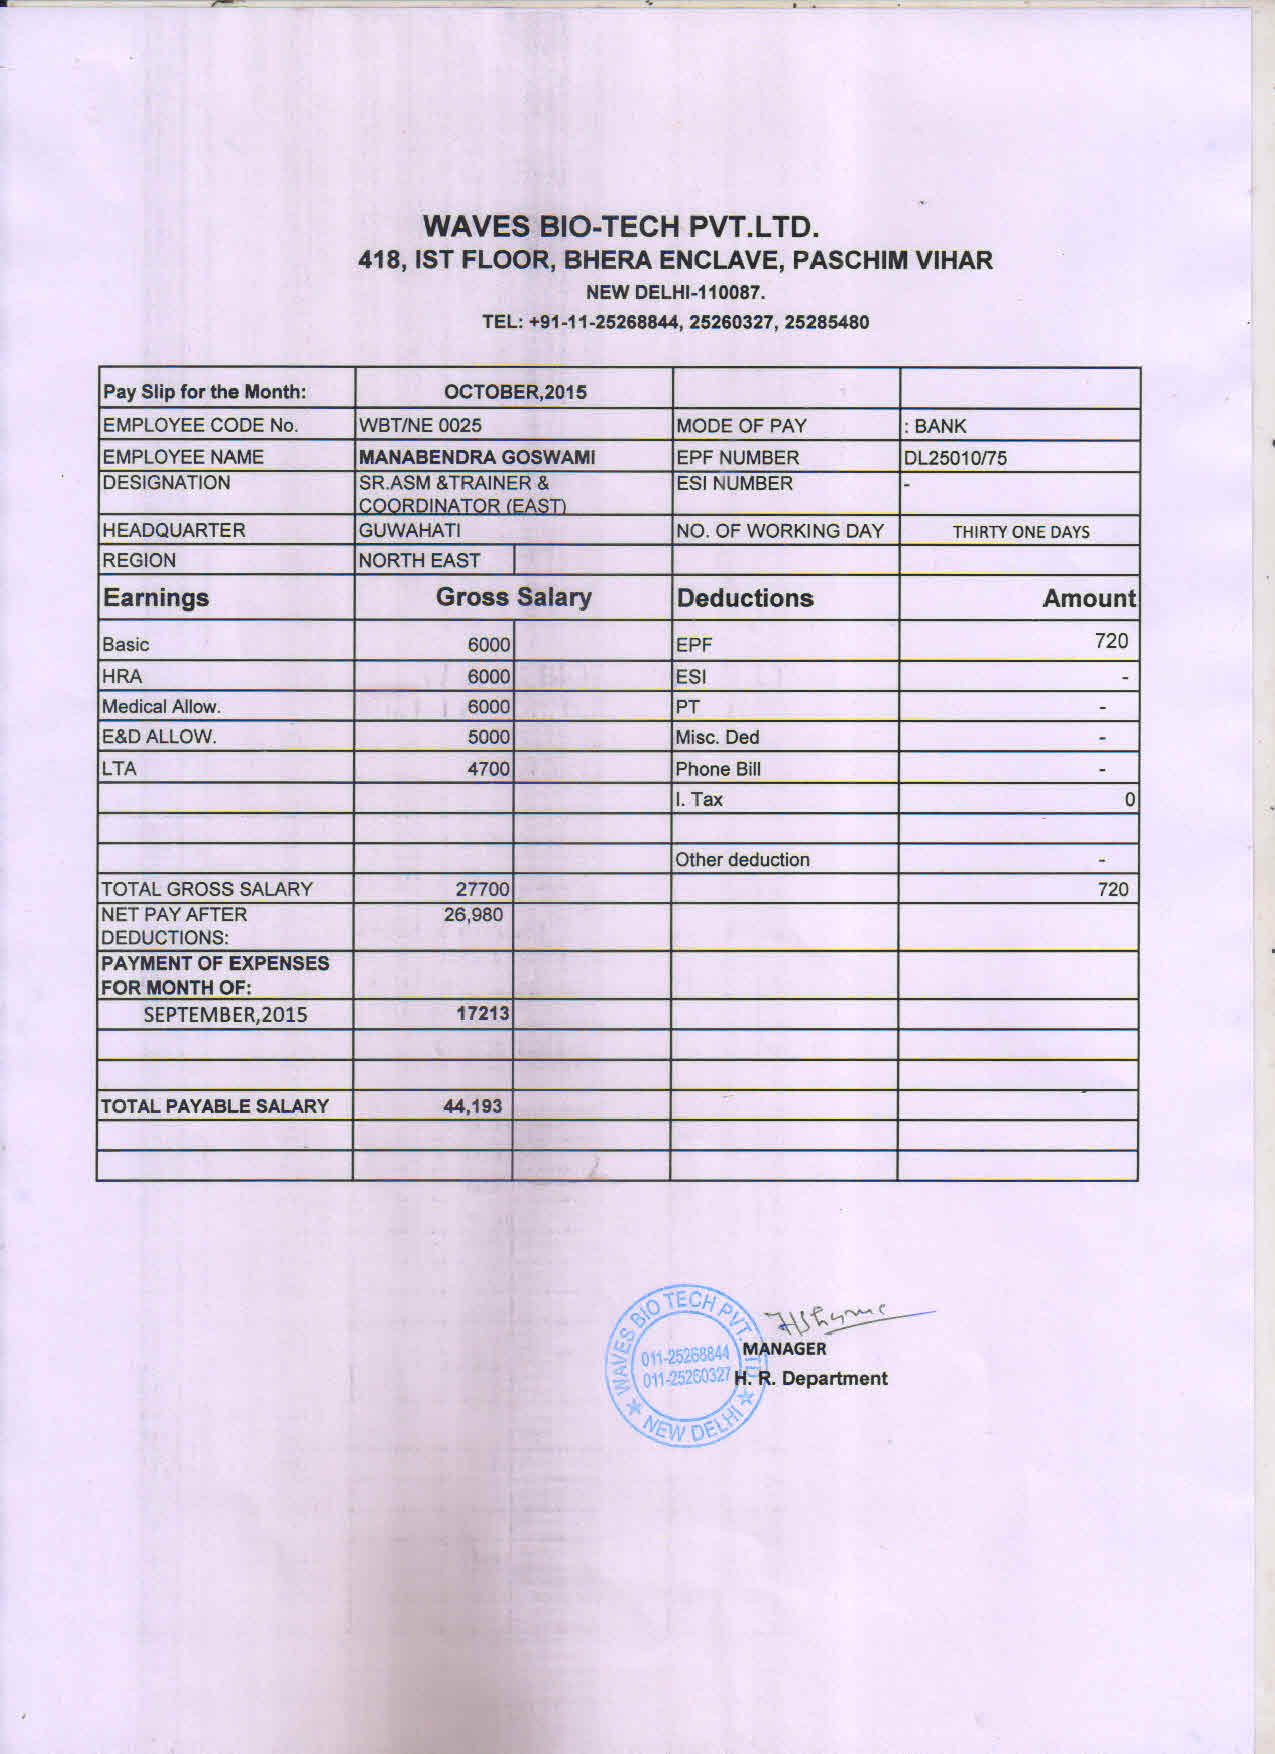 WAVES BIO-TECH PVT.LTD.
418, IST FLOOR, BHERA ENCLAVE, PASCHIM VIHAR
NEW DELHI-110087.
TEL: +91-11-25268844, 25260327, 25285480
Pay Slip for the Month: OCTOBER,2015
EMPLOYEE CODE No. WBT/NE 0025 MODE OF PAY : BANK
EMPLOYEE NAME MANABENDRA GOSWAMI EPF NUMBER DL25010/75
DESIGNATION SR.ASM &TRAINER & ESI NUMBER -
COORDINATOR (EAST)
HEADQUARTER GUWAHATI NO. OF WORKING DAY THIRTY ONE DAYS
REGION NORTH EAST
Earnings Gross Salary Deductions Amount
Basic 6000 EPF 720
HRA 6000 ESI -
Medical Allow. 6000 PT -
E&D ALLOW. 5000 Misc. Ded -
LTA 4700 Phone Bill -
I. Tax 0
Other deduction -
TOTAL GROSS SALARY 27700 720
NET PAY AFTER 26,980
DEDUCTIONS:
PAYMENT OF EXPENSES
FOR MONTH OF:
SEPTEMBER,2015 17213
TOTAL PAYABLE SALARY 44,193
WAVES BIO TECH PVT. LTD.
011-25268844
011-25260327
★ NEW DELHI ★
MANAGER
H. R. Department